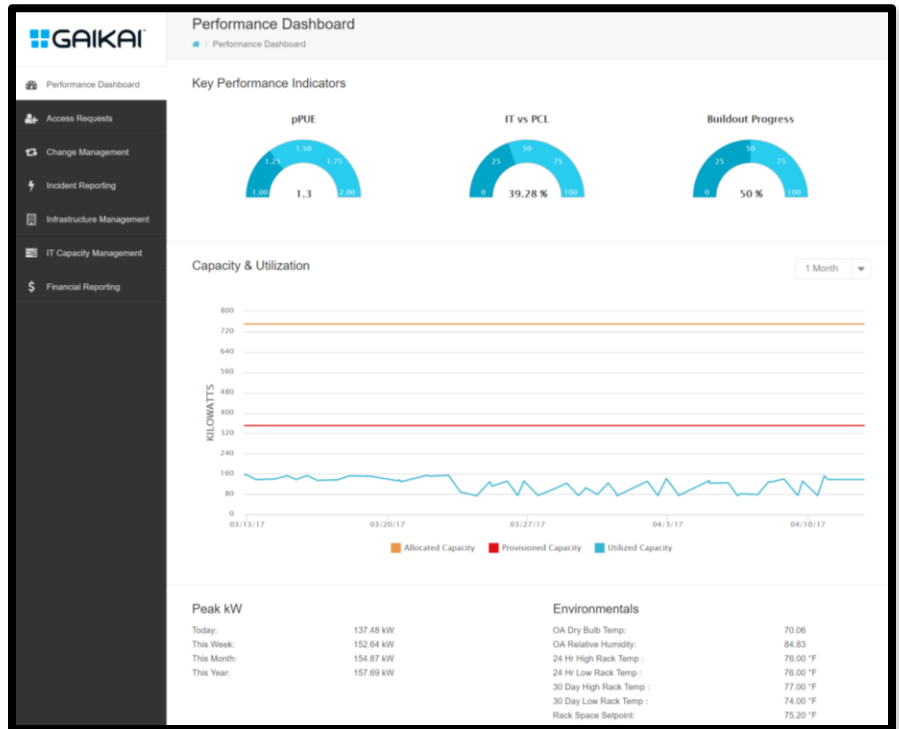 GAIKAI
Performance Dashboard
/ Performance Dashboard
Performance Dashboard
Access Requests
Change Management
Incident Reporting
Infrastructure Management
IT Capacity Management
$ Financial Reporting
Key Performance Indicators
pPUE
1.00 1.25 1.50 1.75 2.00
1.3
IT vs PCL
0 25 50 75 100
39.28 %
Buildout Progress
0 25 50 75 100
50 %
Capacity & Utilization
1 Month
KILOWATTS
800
720
640
560
480
400
320
240
160
80
0
03/13/17 03/20/17 03/27/17 04/3/17 04/10/17
Allocated Capacity Provisioned Capacity Utilized Capacity
Peak kW
Today: 137.48 kW
This Week: 152.64 kW
This Month: 154.87 kW
This Year: 157.69 kW
Environmentals
OA Dry Bulb Temp: 70.06
OA Relative Humidity: 84.83
24 Hr High Rack Temp : 76.00 °F
24 Hr Low Rack Temp : 76.00 °F
30 Day High Rack Temp : 77.00 °F
30 Day Low Rack Temp : 74.00 °F
Rack Space Setpoint: 75.20 °F